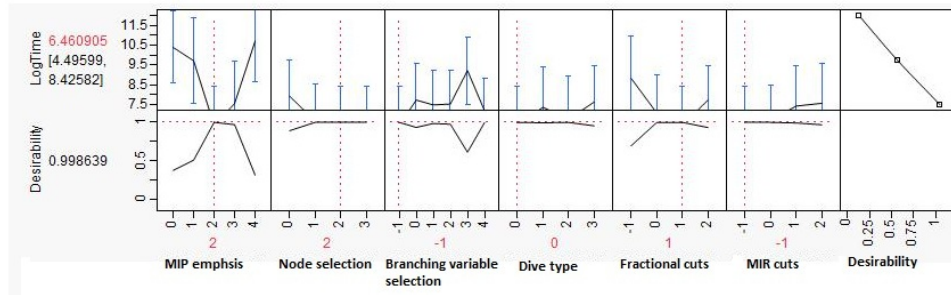 LogTime
6.460905
[4.49599,
8.42582]
11.5
10.5
9.5
8.5
7.5
Desirability
0.998639
1
0.5
0
0 1 2 3 4
0 1 2 3
-1 0 1 2 3 4
0 1 2 3
-1 0 1 2
-1 0 1 2
0 0.25 0.5 0.75 1
2
2
-1
0
1
-1
MIP emphsis
Node selection
Branching variable
selection
Dive type
Fractional cuts
MIR cuts
Desirability